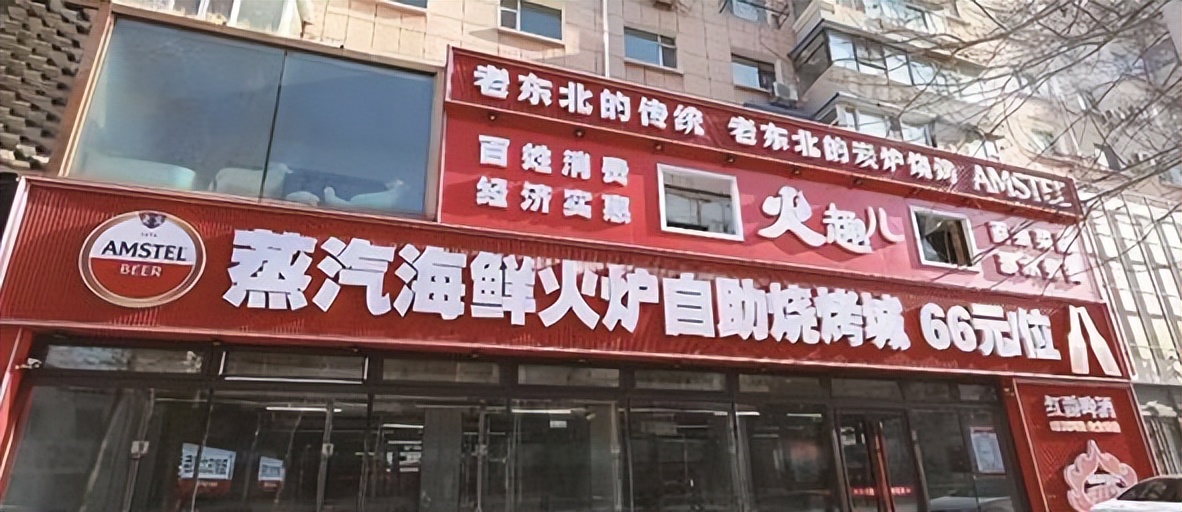 老东北的传统 老东北的炭炉烧烤 AMSTEL
百姓消费
经济实惠
火趣儿
AMSTEL
BEER
蒸汽海鲜火炉自助烧烤城 66元/位